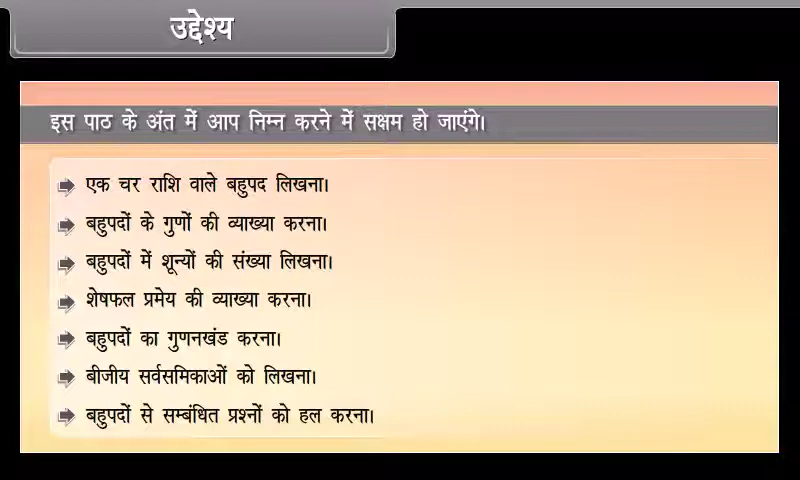 उद्देश्य
इस पाठ के अंत में आप निम्न करने में सक्षम हो जाएंगे।
एक चर राशि वाले बहुपद लिखना।
बहुपदों के गुणों की व्याख्या करना।
बहुपदों में शून्यों की संख्या लिखना।
शेषफल प्रमेय की व्याख्या करना।
बहुपदों का गुणनखंड करना।
बीजीय सर्वसमिकाओं को लिखना।
बहुपदों से सम्बंधित प्रश्नों को हल करना।